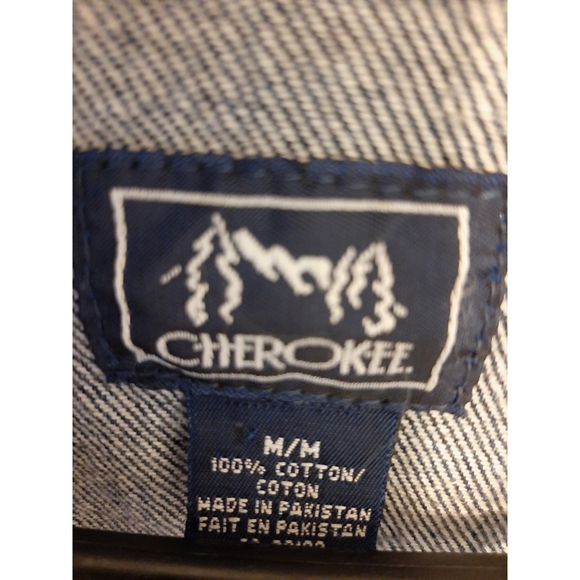 CHEROKEE
M/M
100% COTTON/
COTON
MADE IN PAKISTAN
FAIT EN PAKISTAN